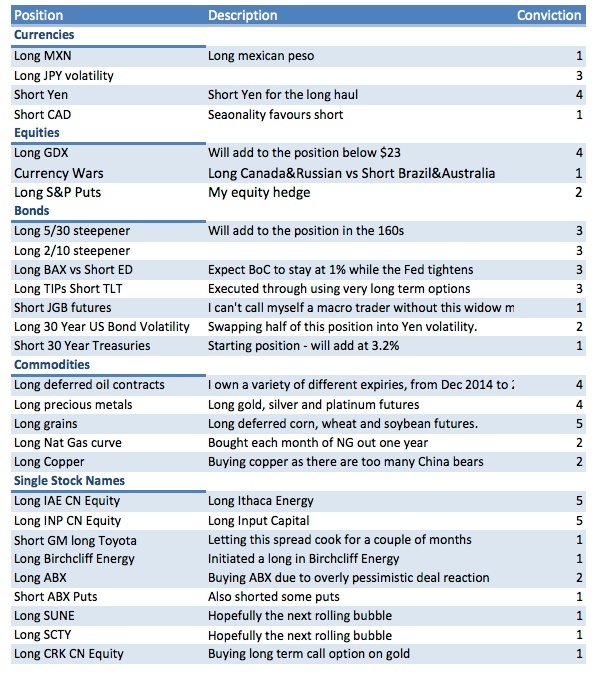 Position Description Conviction
Currencies
Long MXN Long mexican peso 1
Long JPY volatility 3
Short Yen Short Yen for the long haul 4
Short CAD Seaonality favours short 1
Equities
Long GDX Will add to the position below $23 4
Currency Wars Long Canada&Russian vs Short Brazil&Australia 1
Long S&P Puts My equity hedge 2
Bonds
Long 5/30 steepener Will add to the position in the 160s 3
Long 2/10 steepener 3
Long BAX vs Short ED Expect BoC to stay at 1% while the Fed tightens 3
Long TIPs Short TLT Executed through using very long term options 3
Short JGB futures I can't call myself a macro trader without this widow m 1
Long 30 Year US Bond Volatility Swapping half of this position into Yen volatility. 2
Short 30 Year Treasuries Starting position - will add at 3.2% 1
Commodities
Long deferred oil contracts I own a variety of different expiries, from Dec 2014 to 4
Long precious metals Long gold, silver and platinum futures 4
Long grains Long deferred corn, wheat and soybean futures. 5
Long Nat Gas curve Bought each month of NG out one year 2
Long Copper Buying copper as there are too many China bears 2
Single Stock Names
Long IAE CN Equity Long Ithaca Energy 5
Long INP CN Equity Long Input Capital 5
Short GM long Toyota Letting this spread cook for a couple of months 1
Long Birchcliff Energy Initiated a long in Birchcliff Energy 1
Long ABX Buying ABX due to overly pessimistic deal reaction 2
Short ABX Puts Also shorted some puts 1
Long SUNE Hopefully the next rolling bubble 1
Long SCTY Hopefully the next rolling bubble 1
Long CRK CN Equity Buying long term call option on gold 1